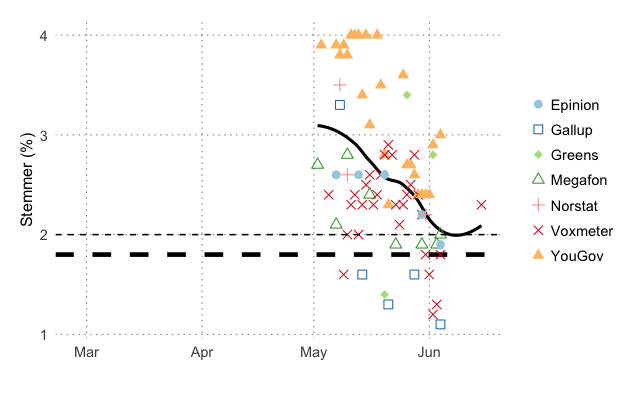 Stemmer (%)
4
3
2
1
Mar
Apr
May
Jun
Epinion
Gallup
Greens
Megafon
Norstat
Voxmeter
YouGov